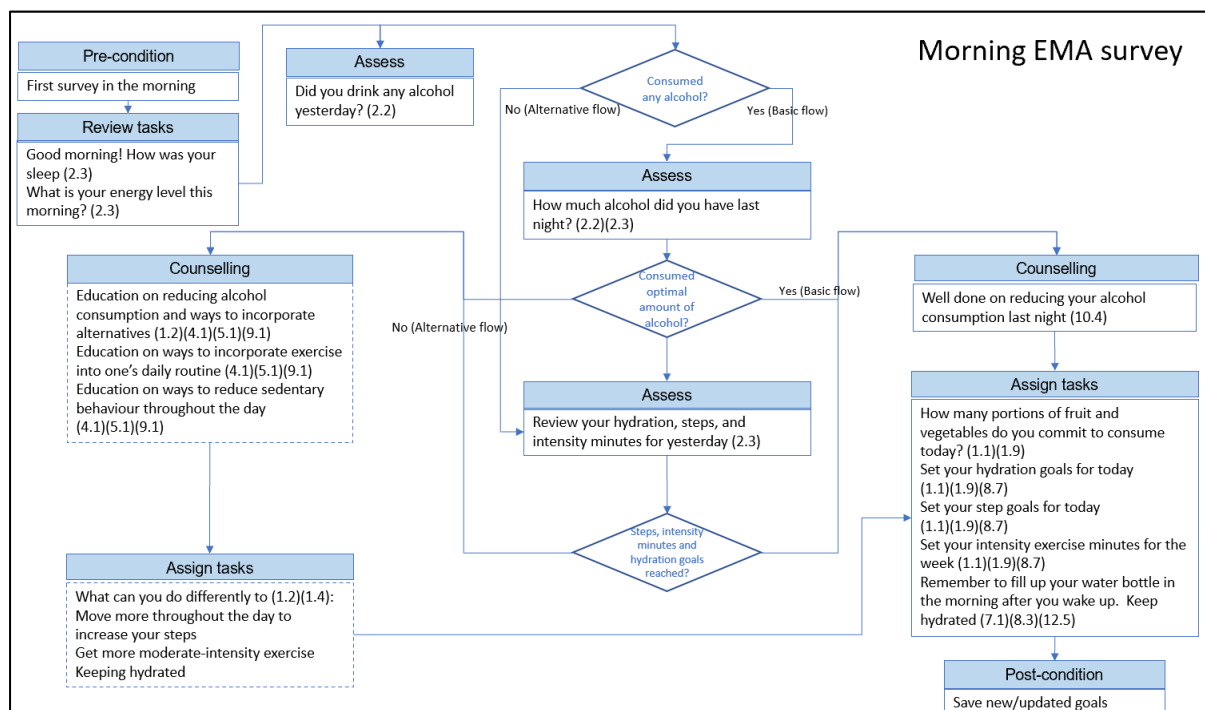 Morning EMA survey
Pre-condition
First survey in the morning
Review tasks
Good morning! How was your
sleep (2.3)
What is your energy level this
morning? (2.3)
Assess
Did you drink any alcohol
yesterday? (2.2)
Consumed
any alcohol?
No (Alternative flow)
Yes (Basic flow)
Assess
How much alcohol did you have last
night? (2.2)(2.3)
Consumed
optimal
amount of
alcohol?
No (Alternative flow)
Yes (Basic flow)
Counselling
Education on reducing alcohol
consumption and ways to incorporate
alternatives (1.2)(4.1)(5.1)(9.1)
Education on ways to incorporate exercise
into one's daily routine (4.1)(5.1)(9.1)
Education on ways to reduce sedentary
behaviour throughout the day
(4.1)(5.1)(9.1)
Counselling
Well done on reducing your alcohol
consumption last night (10.4)
Assess
Review your hydration, steps, and
intensity minutes for yesterday (2.3)
Steps, intensity
minutes and
hydration goals
reached?
Assign tasks
What can you do differently to (1.2)(1.4):
Move more throughout the day to
increase your steps
Get more moderate-intensity exercise
Keeping hydrated
Assign tasks
How many portions of fruit and
vegetables do you commit to consume
today? (1.1)(1.9)
Set your hydration goals for today
(1.1)(1.9)(8.7)
Set your step goals for today
(1.1)(1.9)(8.7)
Set your intensity exercise minutes for the
week (1.1)(1.9)(8.7)
Remember to fill up your water bottle in
the morning after you wake up. Keep
hydrated (7.1)(8.3)(12.5)
Post-condition
Save new/updated goals